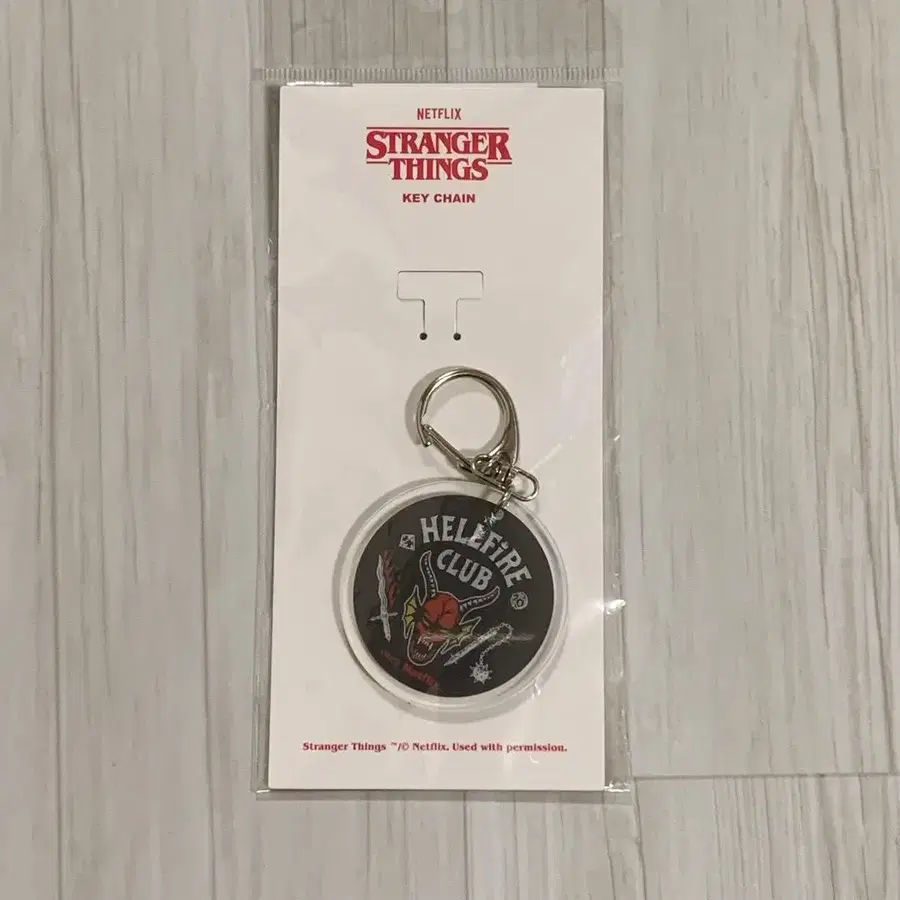 NETFLIX
STRANGER
THINGS
KEY CHAIN
HELLFIRE
CLUB
Stranger Things ™/© Netflix. Used with permission.